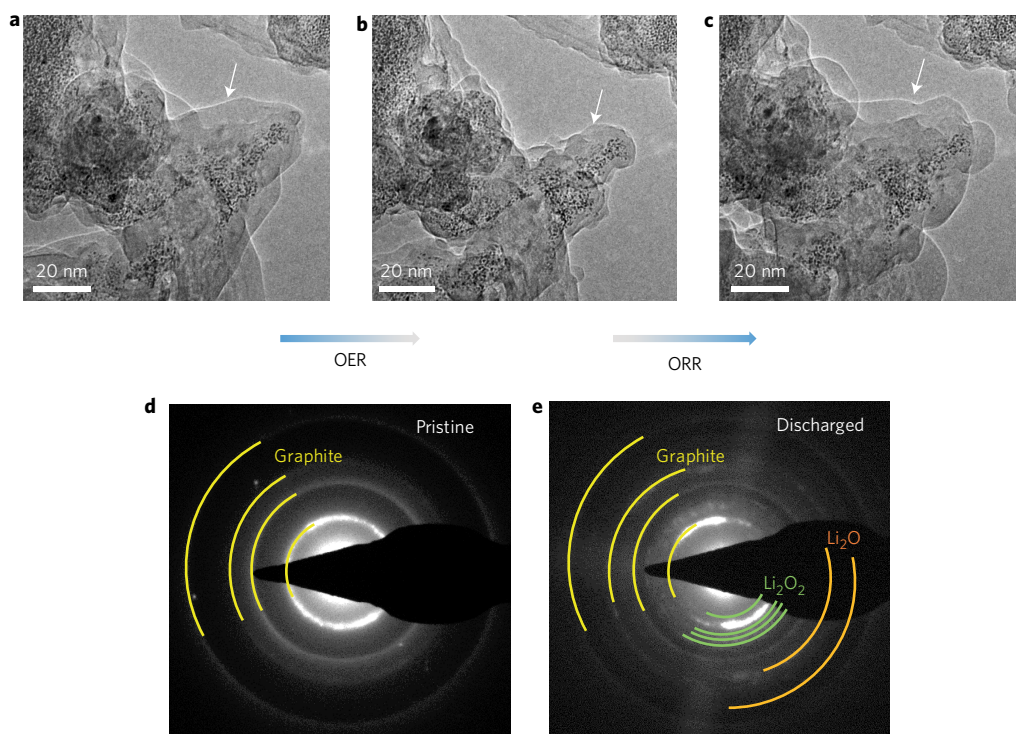 a
b
c
20 nm
20 nm
20 nm
OER
ORR
d
e
Pristine
Graphite
Discharged
Graphite
Li₂O
Li₂O₂